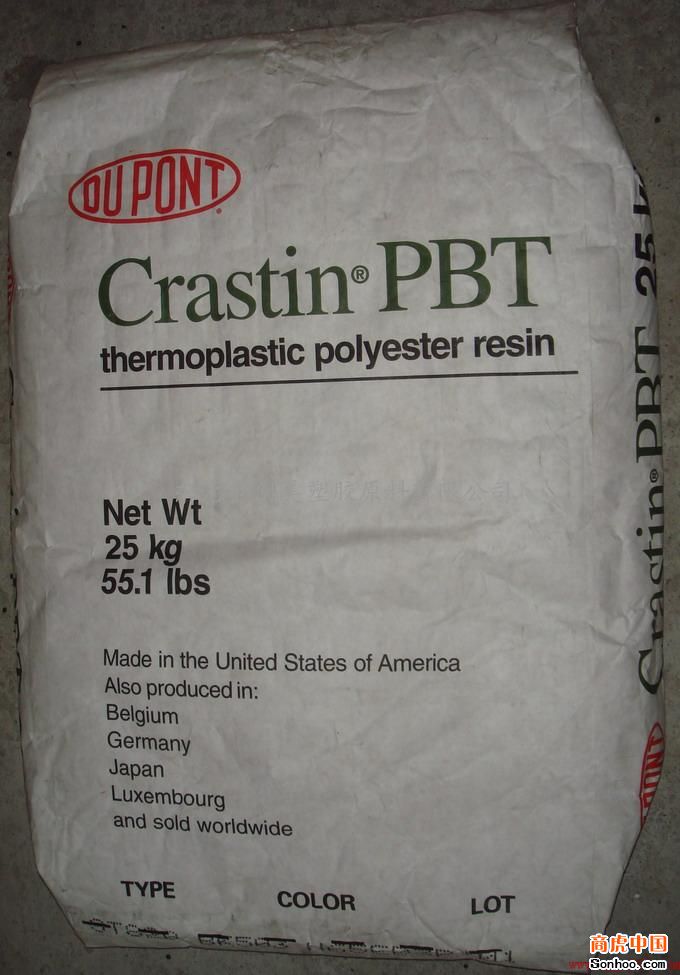 DU PONT
Crastin® PBT
thermoplastic polyester resin
Net Wt
25 kg
55.1 lbs
Made in the United States of America
Also produced in:
Belgium
Germany
Japan
Luxembourg
and sold worldwide
TYPE COLOR LOT
Crastin® PBT 25
商虎中国
Sonhoo.com